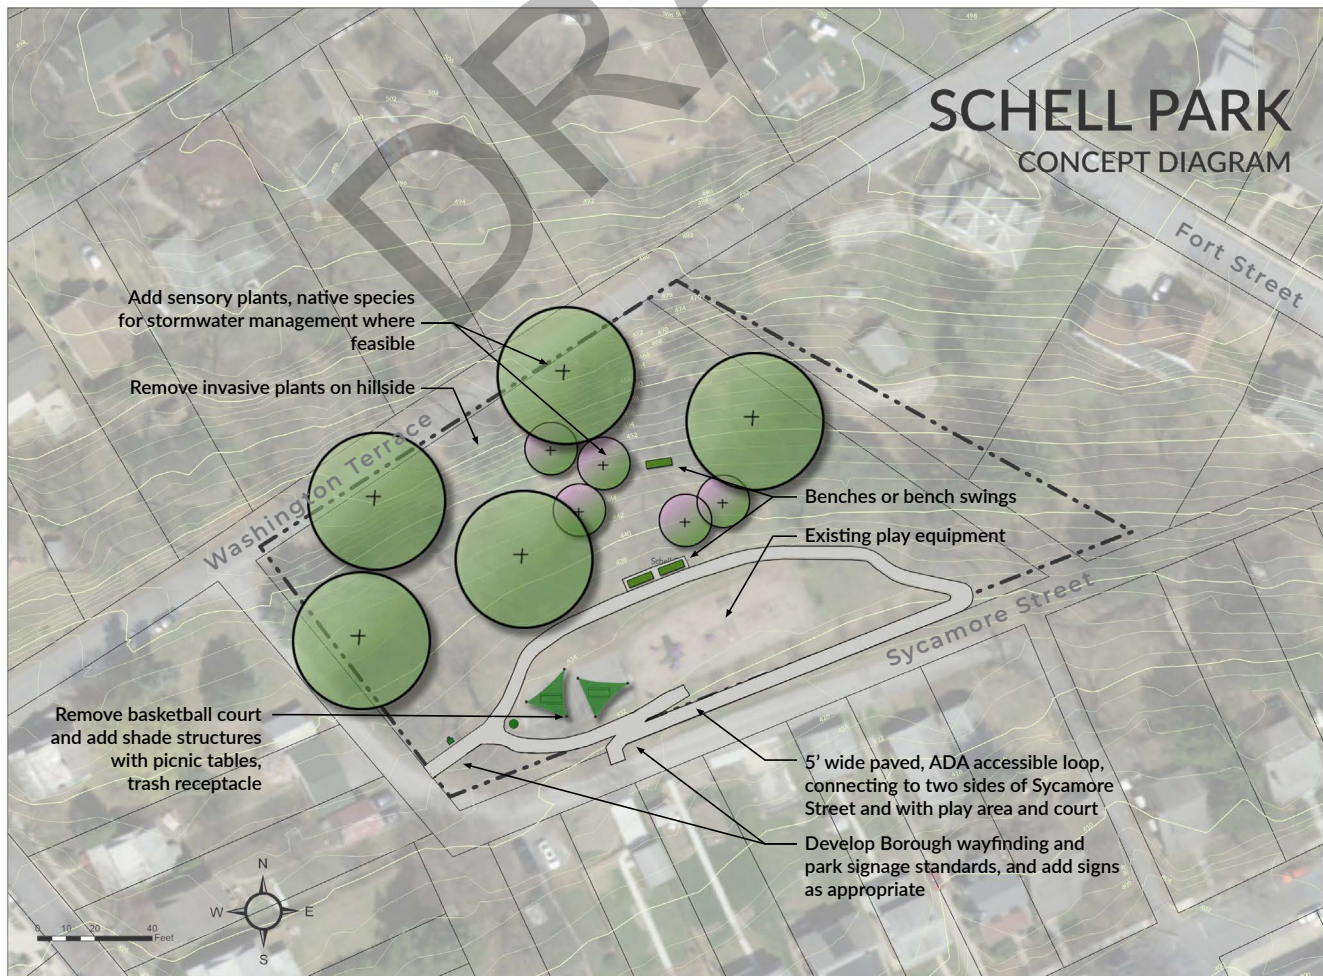 DRA
SCHELL PARK
CONCEPT DIAGRAM
Fort Street
Add sensory plants, native species
for stormwater management where
feasible
Remove invasive plants on hillside
Washington Terrace
Benches or bench swings
Existing play equipment
Schell
Sycamore Street
Remove basketball court
and add shade structures
with picnic tables,
trash receptacle
5’ wide paved, ADA accessible loop,
connecting to two sides of Sycamore
Street and with play area and court
Develop Borough wayfinding and
park signage standards, and add signs
as appropriate
N
W E
S
0 10 20 40
Feet